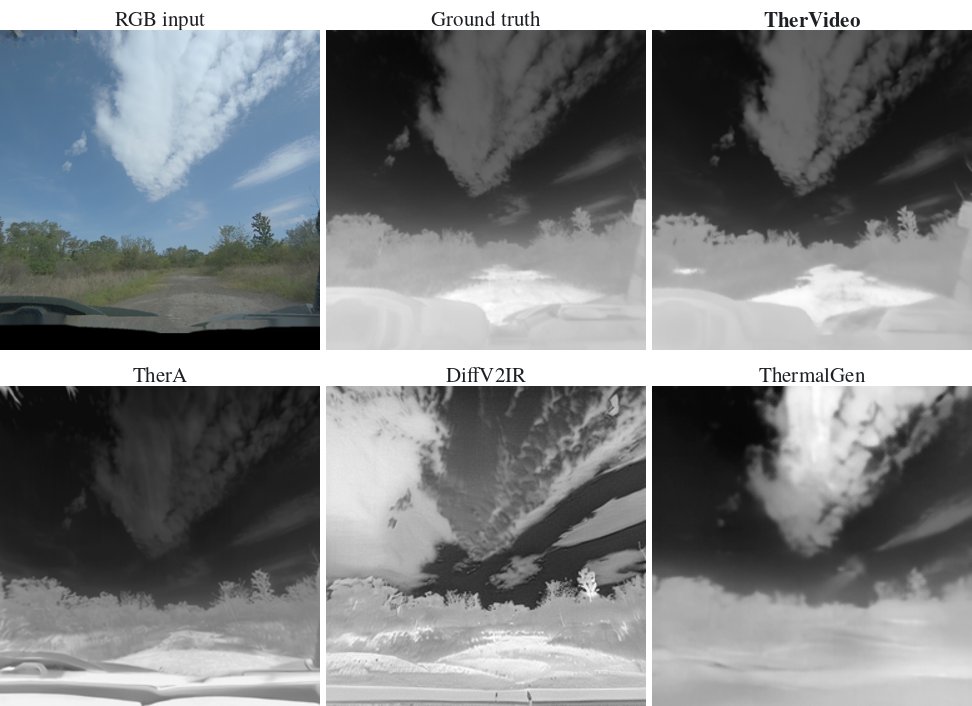 RGB input
Ground truth
TherVideo
TherA
DiffV2IR
ThermalGen